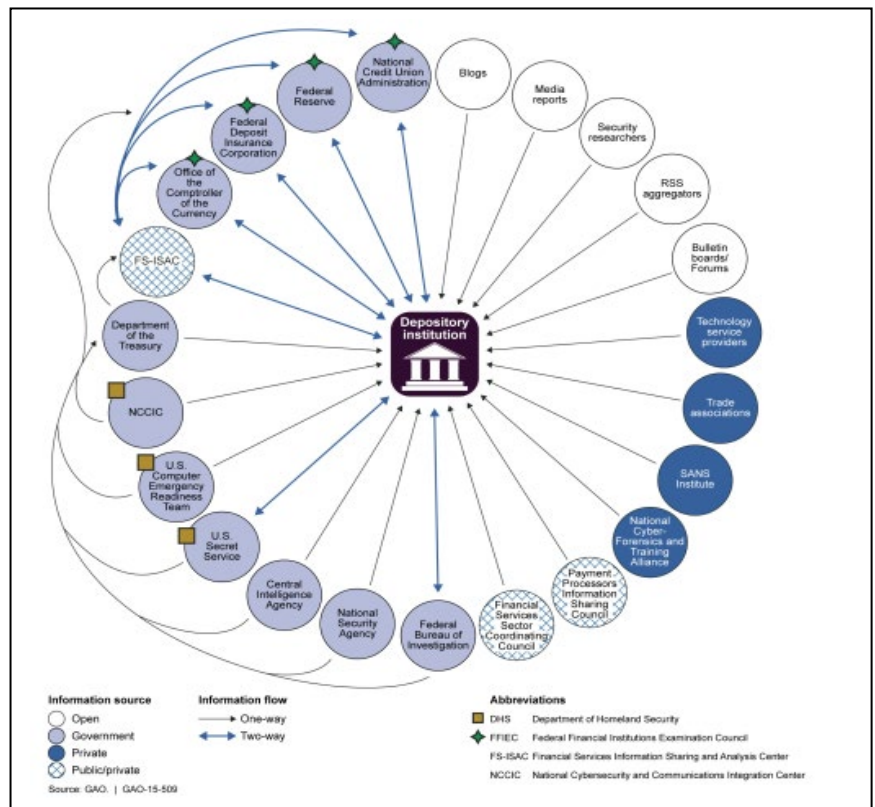 National
Credit Union
Administration
Blogs
Media
reports
Security
researchers
RSS
aggregators
Bulletin
boards/
Forums
Technology
service
providers
Trade
associations
SANS
Institute
National
Cyber-
Forensics and
Training
Alliance
Payment
Processors
Information
Sharing
Council
Financial
Services
Sector
Coordinating
Council
Federal
Bureau of
Investigation
National
Security
Agency
Central
Intelligence
Agency
U.S.
Secret
Service
U.S.
Computer
Emergency
Readiness
Team
NCCIC
Department
of the
Treasury
FS-ISAC
Office of
the
Comptroller
of the
Currency
Federal
Deposit
Insurance
Corporation
Federal
Reserve
Depository
institution
Information source
Open
Government
Private
Public/private
Information flow
One-way
Two-way
Abbreviations
DHS Department of Homeland Security
FFIEC Federal Financial Institutions Examination Council
FS-ISAC Financial Services Information Sharing and Analysis Center
NCCIC National Cybersecurity and Communications Integration Center
Source: GAO. | GAO-15-509